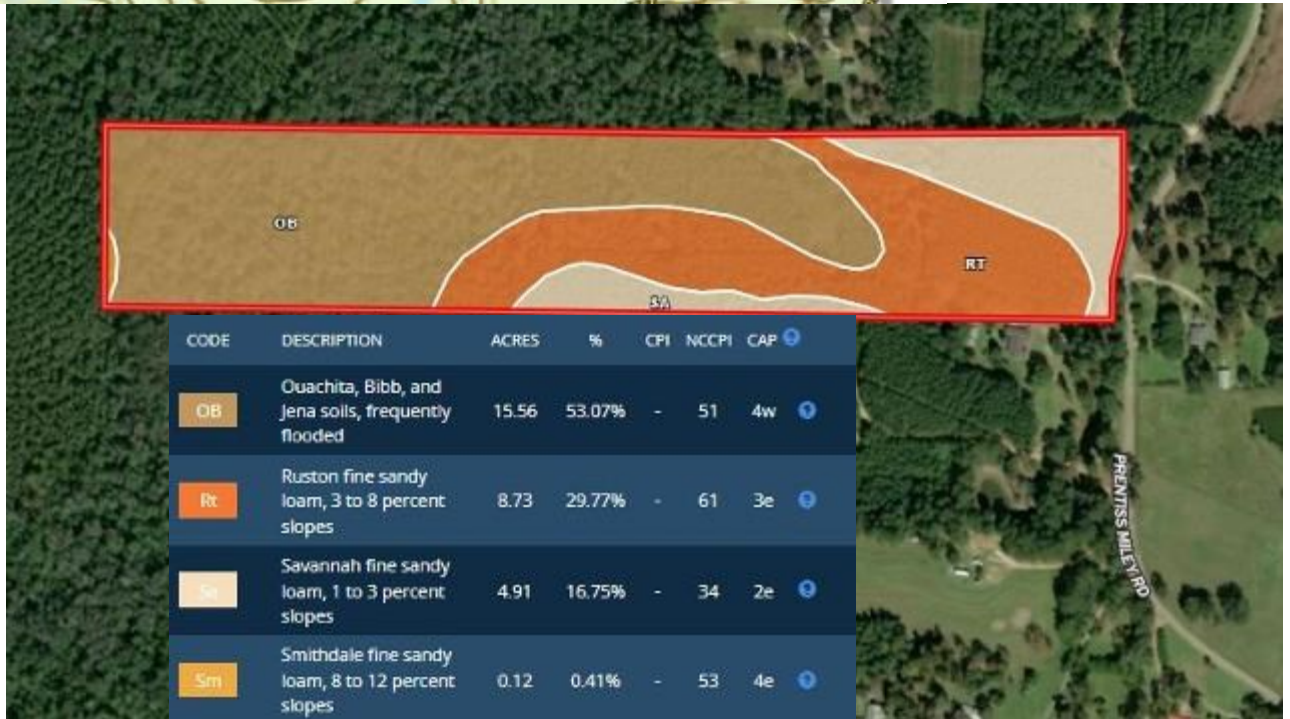 OB
RT
SA
PRENTISS MILEY RD
CODE DESCRIPTION ACRES % CPI NCCPI CAP ?
OB Ouachita, Bibb, and
Jena soils, frequently
flooded 15.56 53.07% - 51 4w ?
Rt Ruston fine sandy
loam, 3 to 8 percent
slopes 8.73 29.77% - 61 3e ?
Sa Savannah fine sandy
loam, 1 to 3 percent
slopes 4.91 16.75% - 34 2e ?
Sm Smithdale fine sandy
loam, 8 to 12 percent
slopes 0.12 0.41% - 53 4e ?